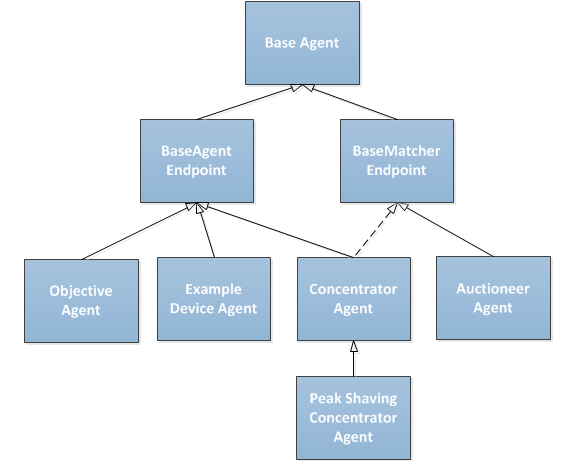 Base Agent
BaseAgent
Endpoint
BaseMatcher
Endpoint
Objective
Agent
Example
Device Agent
Concentrator
Agent
Auctioneer
Agent
Peak Shaving
Concentrator
Agent